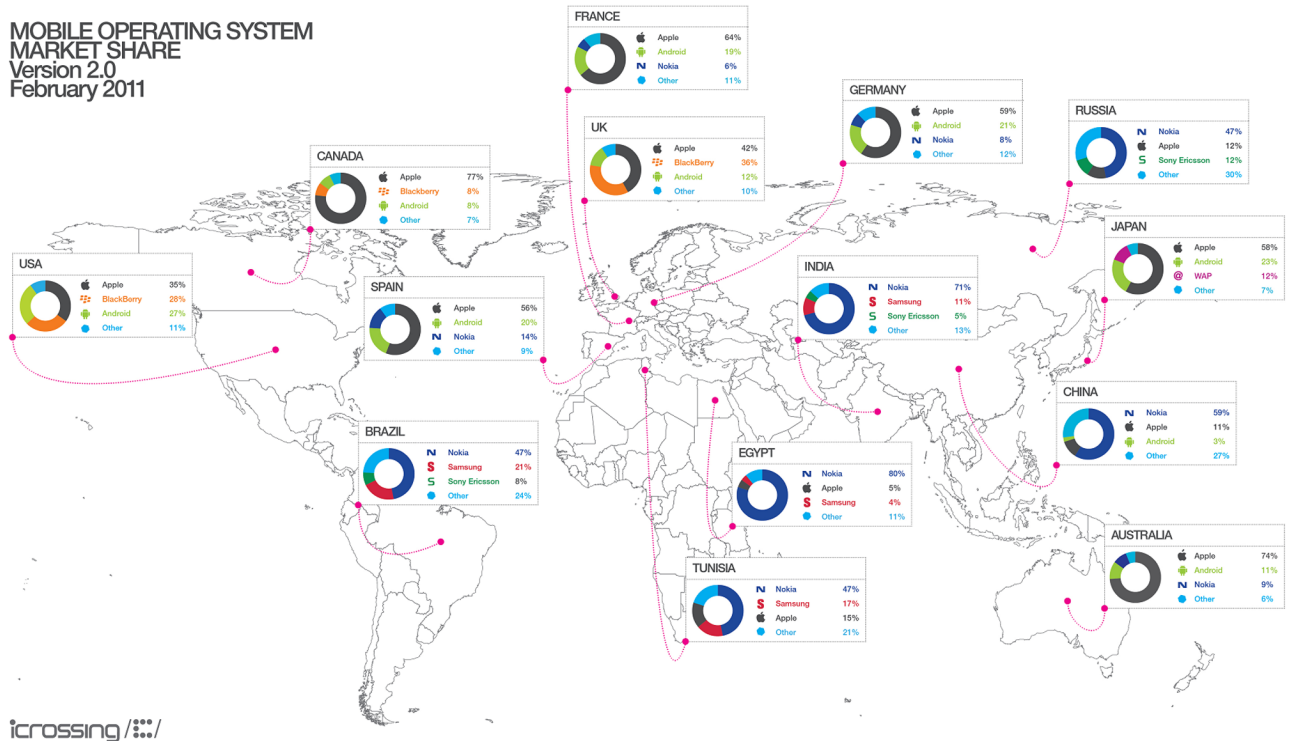 MOBILE OPERATING SYSTEM
MARKET SHARE
Version 2.0
February 2011
FRANCE
Apple 64%
Android 19%
Nokia 6%
Other 11%
GERMANY
Apple 59%
Android 21%
Nokia 8%
Other 12%
RUSSIA
Nokia 47%
Apple 12%
Sony Ericsson 12%
Other 30%
UK
Apple 42%
BlackBerry 36%
Android 12%
Other 10%
CANADA
Apple 77%
Blackberry 8%
Android 8%
Other 7%
JAPAN
Apple 58%
Android 23%
@ WAP 12%
Other 7%
USA
Apple 35%
BlackBerry 28%
Android 27%
Other 11%
INDIA
Nokia 71%
Samsung 11%
Sony Ericsson 5%
Other 13%
SPAIN
Apple 56%
Android 20%
Nokia 14%
Other 9%
CHINA
Nokia 59%
Apple 11%
Android 3%
Other 27%
BRAZIL
Nokia 47%
Samsung 21%
Sony Ericsson 8%
Other 24%
EGYPT
Nokia 80%
Apple 5%
Samsung 4%
Other 11%
AUSTRALIA
Apple 74%
Android 11%
Nokia 9%
Other 6%
TUNISIA
Nokia 47%
Samsung 17%
Apple 15%
Other 21%
icrossing